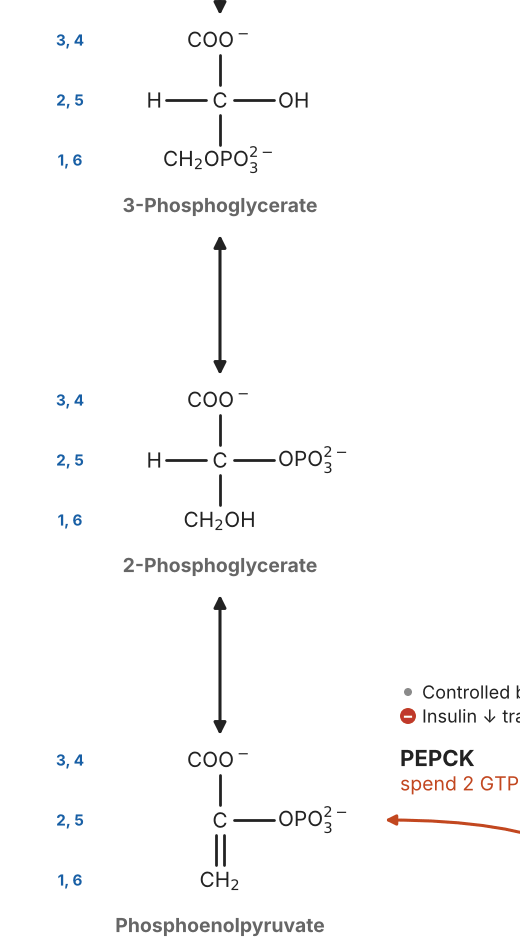 3, 4 COO⁻
2, 5 H C OH
1, 6 CH₂OPO₃²⁻
3-Phosphoglycerate
3, 4 COO⁻
2, 5 H C OPO₃²⁻
1, 6 CH₂OH
2-Phosphoglycerate
Controlled
Insulin ↓
PEPCK
spend 2 GTP
3, 4 COO⁻
2, 5 C OPO₃²⁻
1, 6 CH₂
Phosphoenolpyruvate